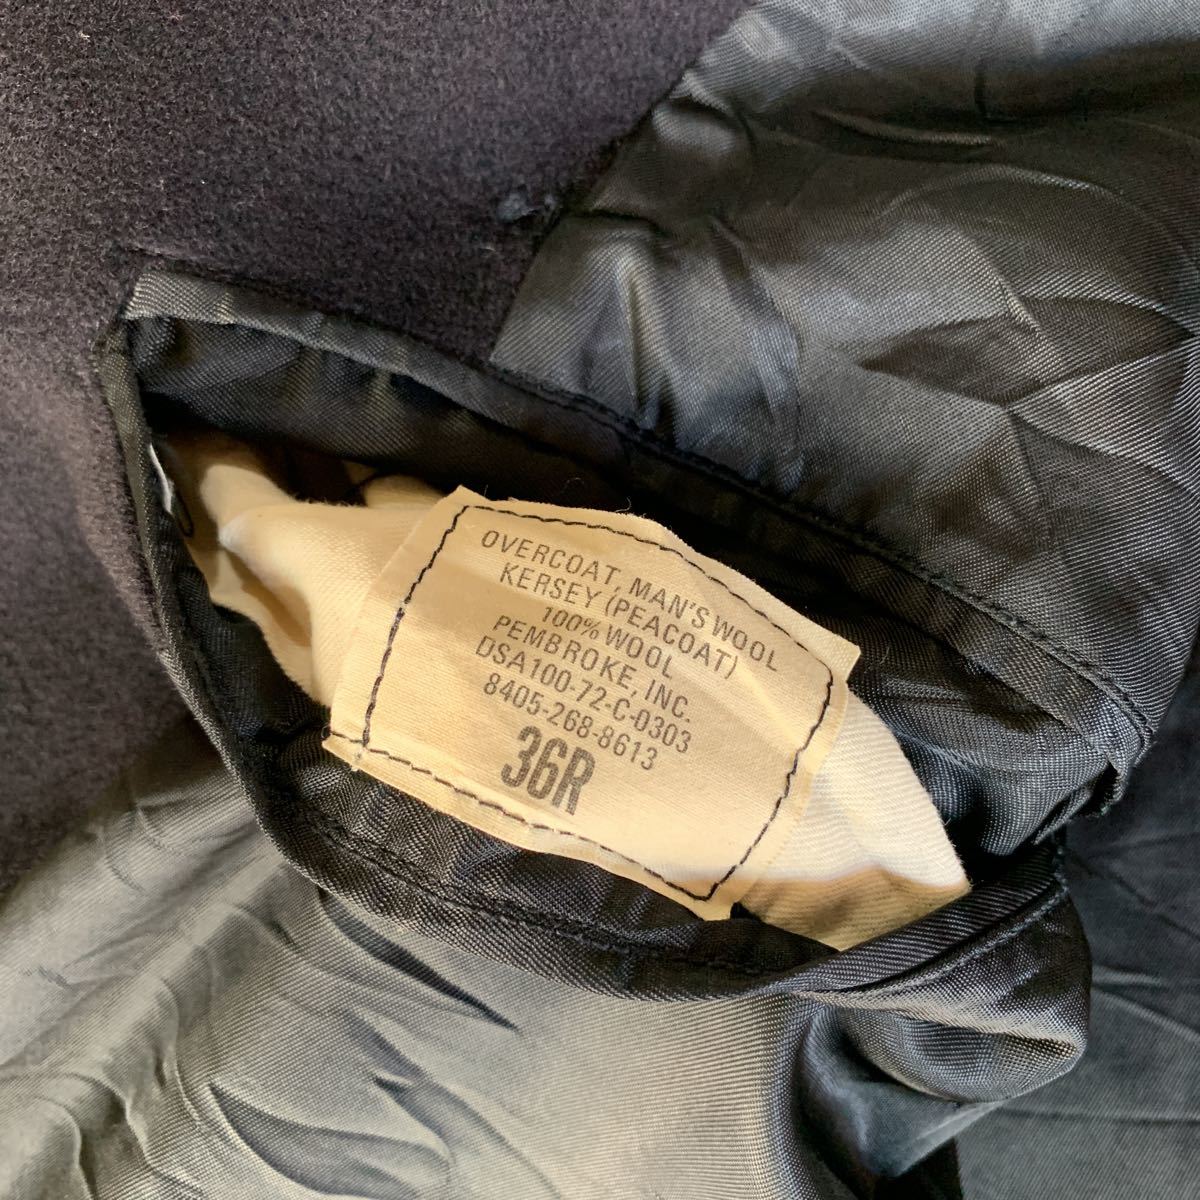 OVERCOAT, MAN'S WOOL
KERSEY (PEACOAT)
100% WOOL
PEMBROKE, INC.
DSA100-72-C-0303
8405-268-8613
36R